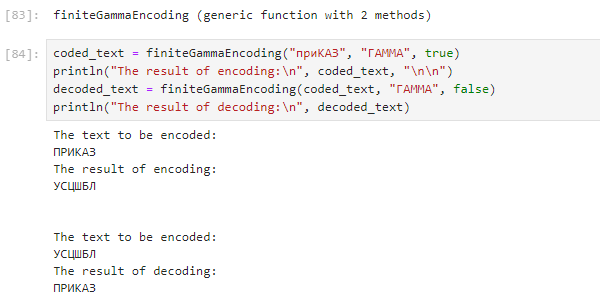 [83]: finiteGammaEncoding (generic function with 2 methods)
[84]: coded_text = finiteGammaEncoding("приКАЗ", "ГАММА", true)
println("The result of encoding:\n", coded_text, "\n\n")
decoded_text = finiteGammaEncoding(coded_text, "ГАММА", false)
println("The result of decoding:\n", decoded_text)
The text to be encoded:
ПРИКАЗ
The result of encoding:
УСЦШБЛ
The text to be encoded:
УСЦШБЛ
The result of decoding:
ПРИКАЗ